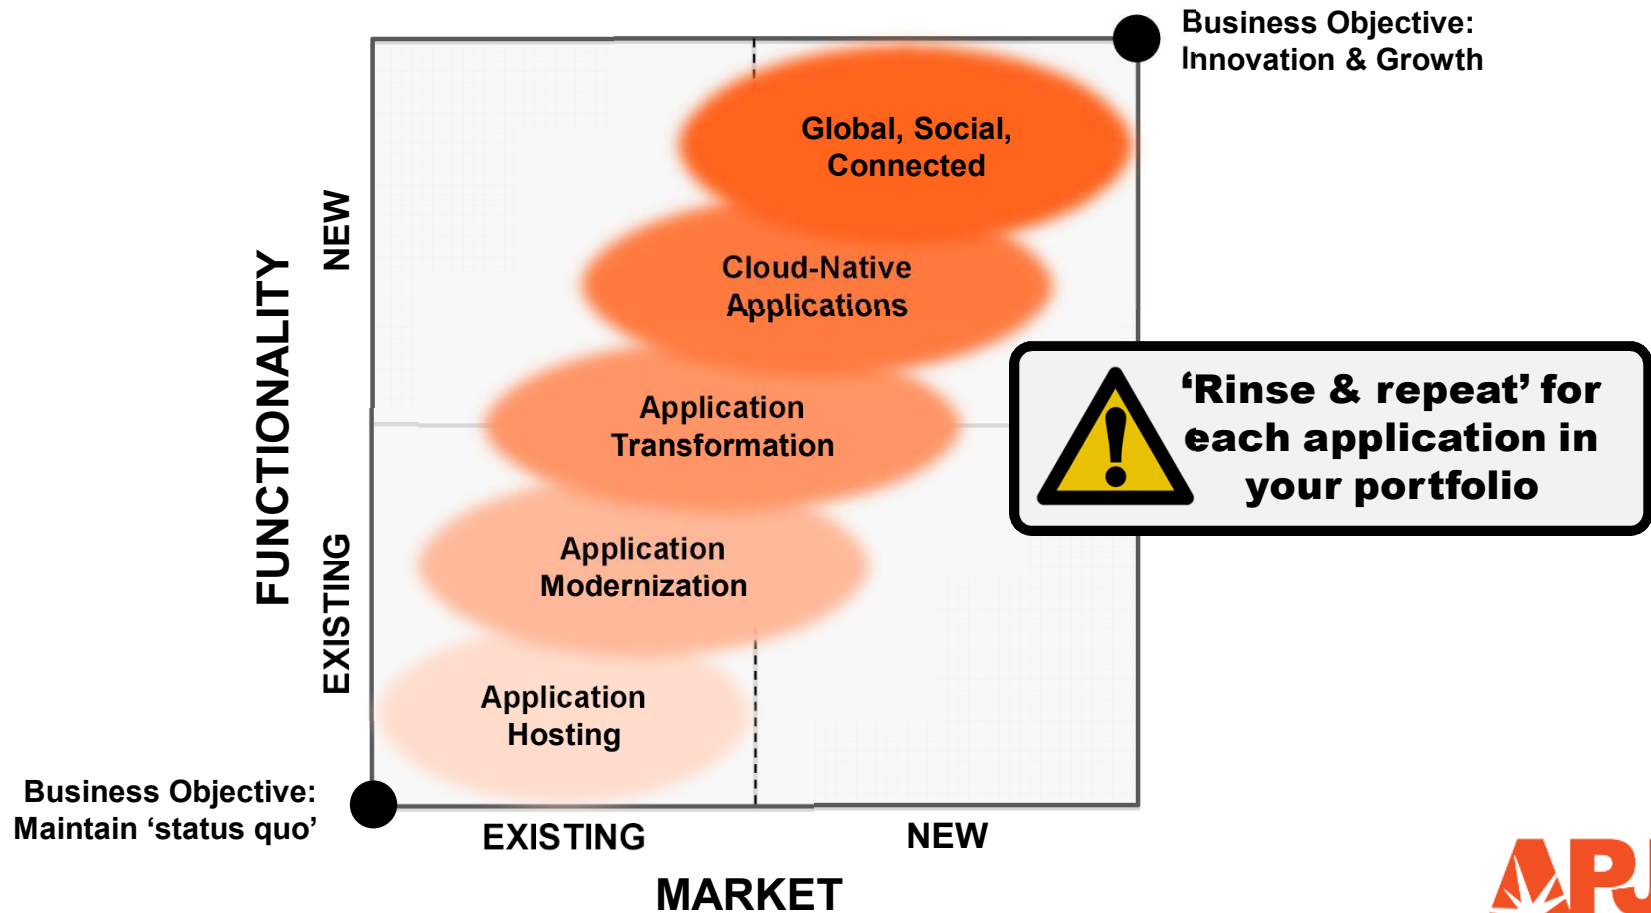 Business Objective:
Innovation & Growth
Global, Social,
Connected
NEW
Cloud-Native
Applications
FUNCTIONALITY
'Rinse & repeat' for
each application in
your portfolio
Application
Transformation
EXISTING
Application
Modernization
Application
Hosting
Business Objective:
Maintain 'status quo'
EXISTING
NEW
MARKET
APJ